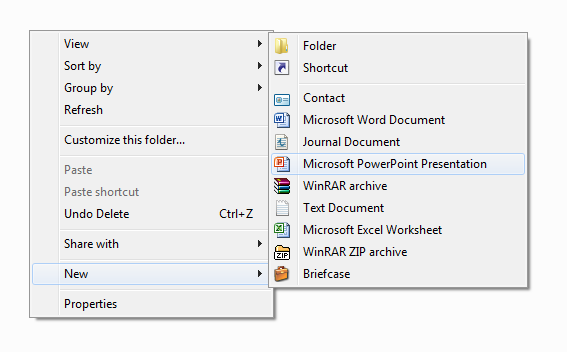 View
Sort by
Group by
Refresh
Customize this folder...
Paste
Paste shortcut
Undo Delete Ctrl+Z
Share with
New
Properties
Folder
Shortcut
Contact
Microsoft Word Document
Journal Document
Microsoft PowerPoint Presentation
WinRAR archive
Text Document
Microsoft Excel Worksheet
ZIP WinRAR ZIP archive
Briefcase